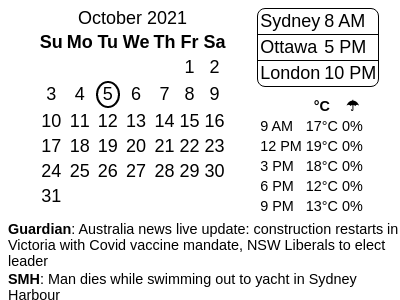 October 2021
Su Mo Tu We Th Fr Sa
1 2
3 4 5 6 7 8 9
10 11 12 13 14 15 16
17 18 19 20 21 22 23
24 25 26 27 28 29 30
31
Sydney 8 AM
Ottawa 5 PM
London 10 PM
°C ☂
9 AM 17°C 0%
12 PM 19°C 0%
3 PM 18°C 0%
6 PM 12°C 0%
9 PM 13°C 0%
Guardian: Australia news live update: construction restarts in
Victoria with Covid vaccine mandate, NSW Liberals to elect
leader
SMH: Man dies while swimming out to yacht in Sydney
Harbour